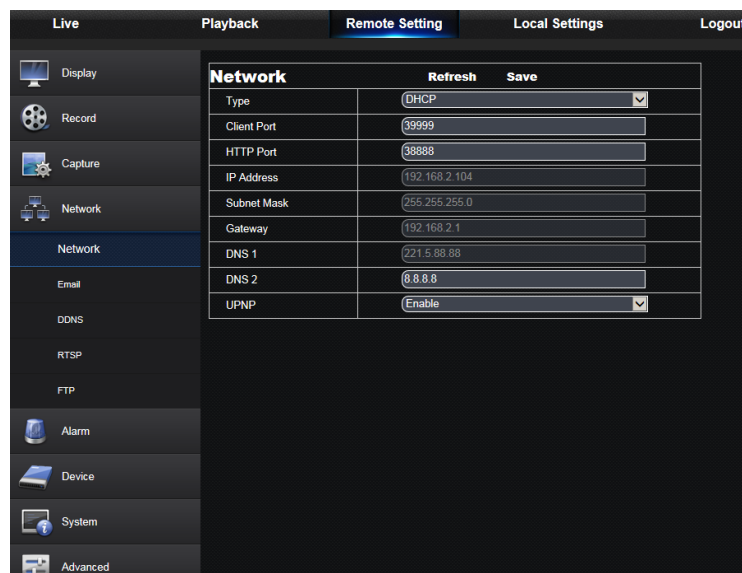 Live Playback Remote Setting Local Settings Logout
Display
Record
Capture
Network
Network
Email
DDNS
RTSP
FTP
Alarm
Device
System
Advanced
Network Refresh Save
Type DHCP
Client Port 39999
HTTP Port 38888
IP Address 192.168.2.104
Subnet Mask 255.255.255.0
Gateway 192.168.2.1
DNS 1 221.5.88.88
DNS 2 8.8.8.8
UPNP Enable